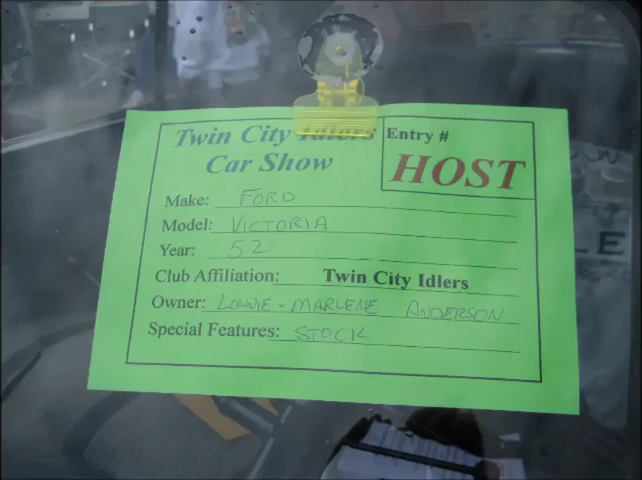 Twin City Idlers
Car Show
Entry #
HOST
Make: FORD
Model: VICTORIA
Year: 52
Club Affiliation: Twin City Idlers
Owner: LONNIE - MARLENE ANDERSON
Special Features: STOCK